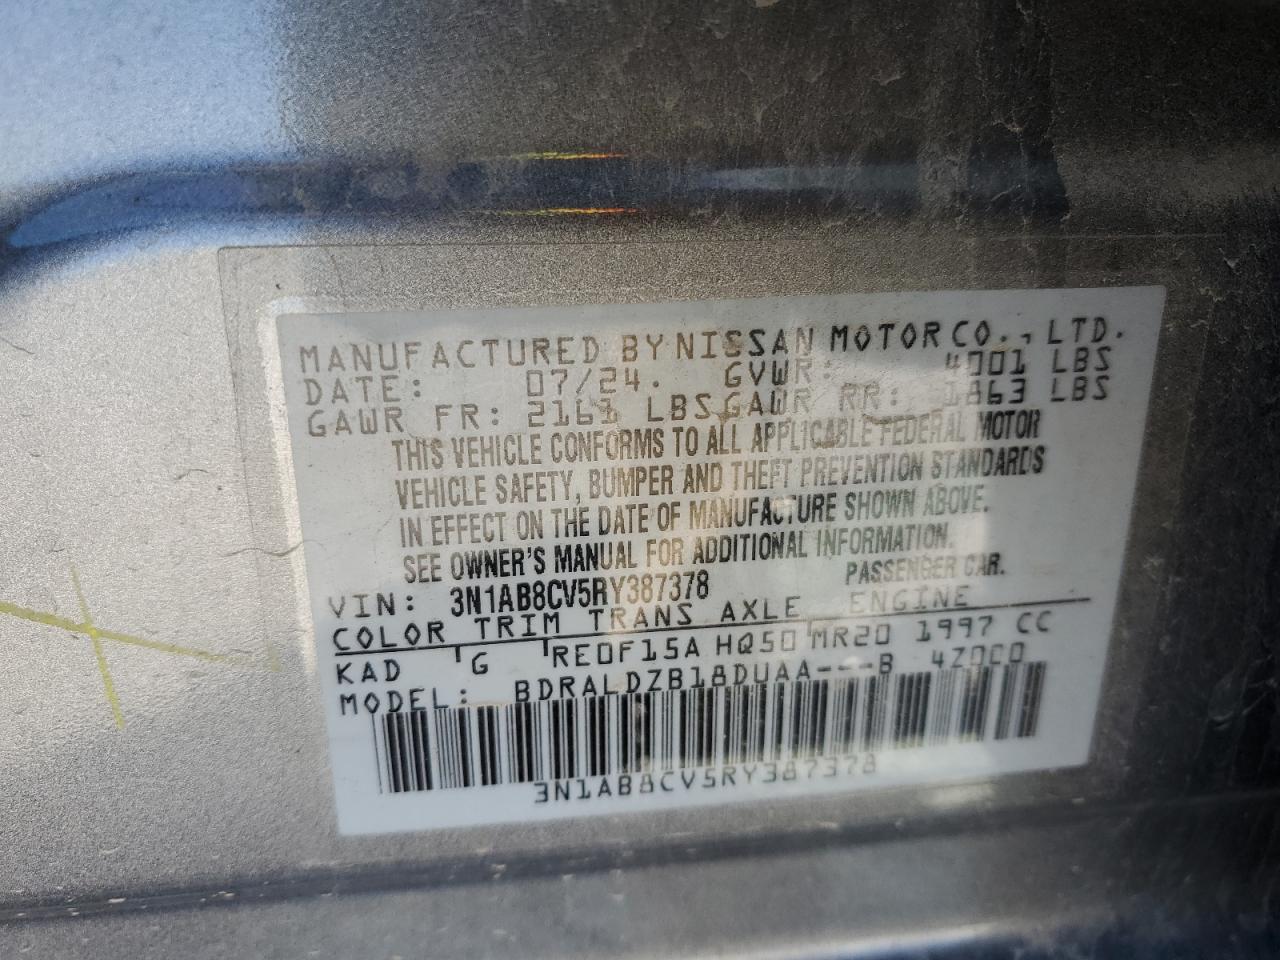 MANUFACTURED BY NISSAN MOTOR CO., LTD.
DATE: 07/24. GVWR: 4001 LBS
GAWR FR: 2161 LBS GAWR RR: 1863 LBS
THIS VEHICLE CONFORMS TO ALL APPLICABLE FEDERAL MOTOR
VEHICLE SAFETY, BUMPER AND THEFT PREVENTION STANDARDS
IN EFFECT ON THE DATE OF MANUFACTURE SHOWN ABOVE.
SEE OWNER'S MANUAL FOR ADDITIONAL INFORMATION.
VIN: 3N1AB8CV5RY387378 PASSENGER CAR.
COLOR TRIM TRANS AXLE ENGINE
KAD G RE0F15A HQ50 MR20 1997 CC
MODEL: BDRALDZB18DUAA---B 4Z0C0
3N1AB8CV5RY387378